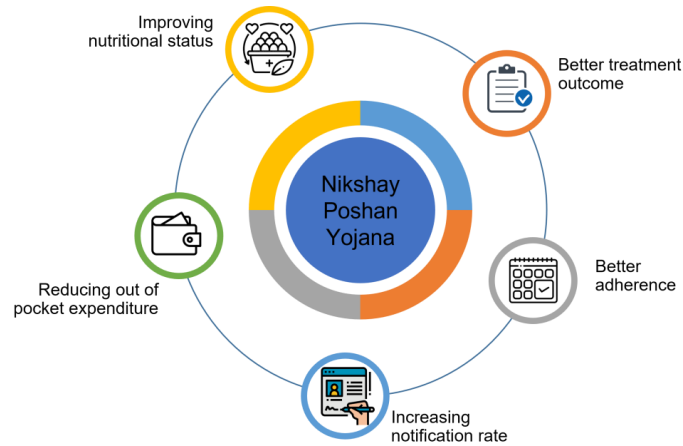 Improving
nutritional status
Better treatment
outcome
Nikshay
Poshan
Yojana
Better
adherence
Reducing out of
pocket expenditure
Increasing
notification rate